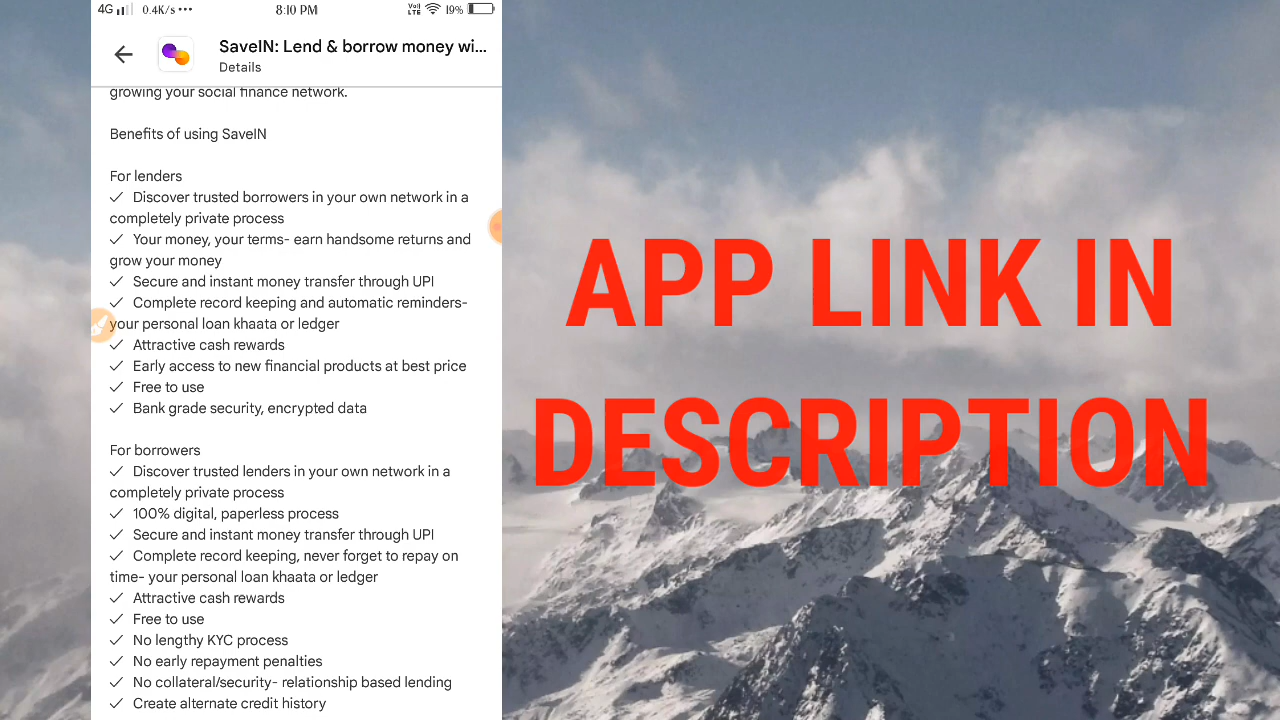 4G 0.4K/s ••• 8:10 PM VoLTE 19%
SaveIN: Lend & borrow money wi...
Details
growing your social finance network.
Benefits of using SaveIN
For lenders
✓ Discover trusted borrowers in your own network in a
completely private process
✓ Your money, your terms- earn handsome returns and
grow your money
✓ Secure and instant money transfer through UPI
✓ Complete record keeping and automatic reminders-
your personal loan khaata or ledger
✓ Attractive cash rewards
✓ Early access to new financial products at best price
✓ Free to use
✓ Bank grade security, encrypted data
For borrowers
✓ Discover trusted lenders in your own network in a
completely private process
✓ 100% digital, paperless process
✓ Secure and instant money transfer through UPI
✓ Complete record keeping, never forget to repay on
time- your personal loan khaata or ledger
✓ Attractive cash rewards
✓ Free to use
✓ No lengthy KYC process
✓ No early repayment penalties
✓ No collateral/security- relationship based lending
✓ Create alternate credit history
APP LINK IN
DESCRIPTION